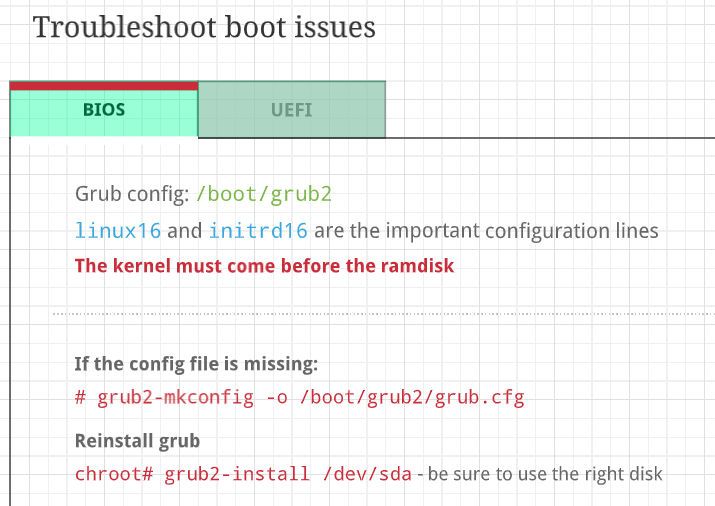 Troubleshoot boot issues
BIOS
UEFI
Grub config: /boot/grub2
linux16 and initrd16 are the important configuration lines
The kernel must come before the ramdisk
If the config file is missing:
# grub2-mkconfig -o /boot/grub2/grub.cfg
Reinstall grub
chroot# grub2-install /dev/sda - be sure to use the right disk